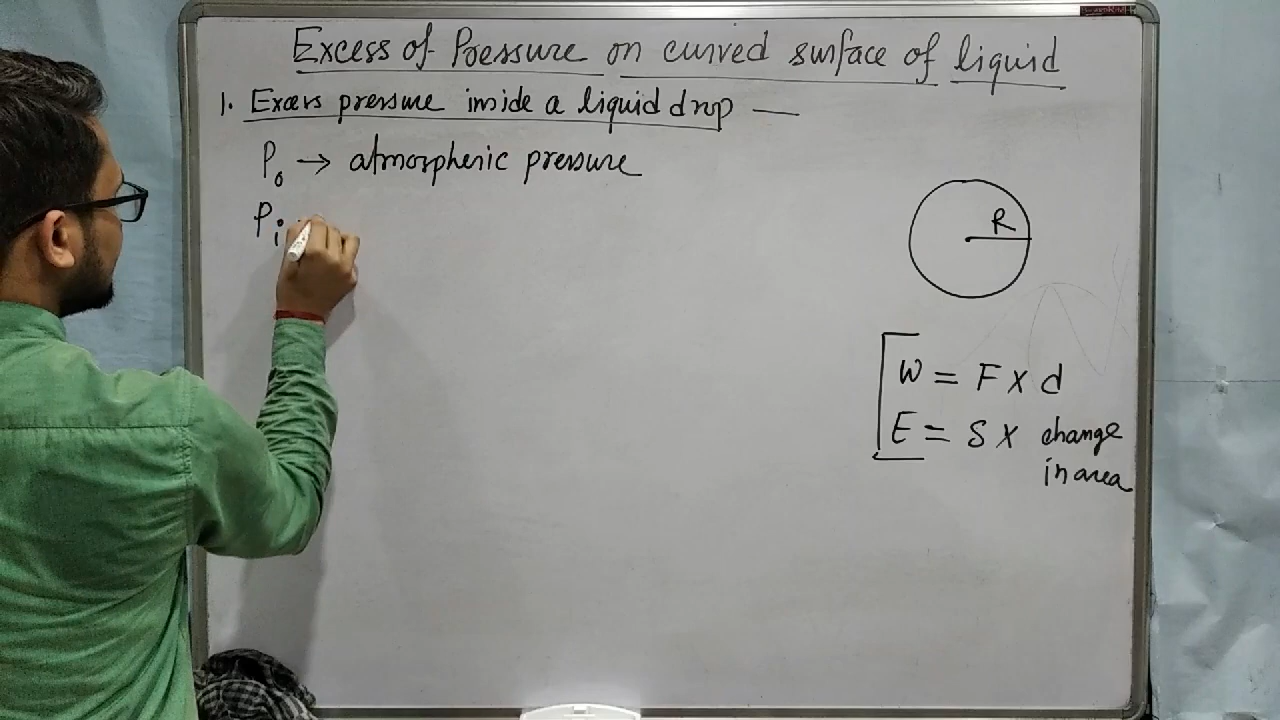 Excess of Pressure on curved surface of liquid
1. Excess pressure inside a liquid drop —
P₀ → atmospheric pressure
Pᵢ
R
W = F × d
E = S × change
in area